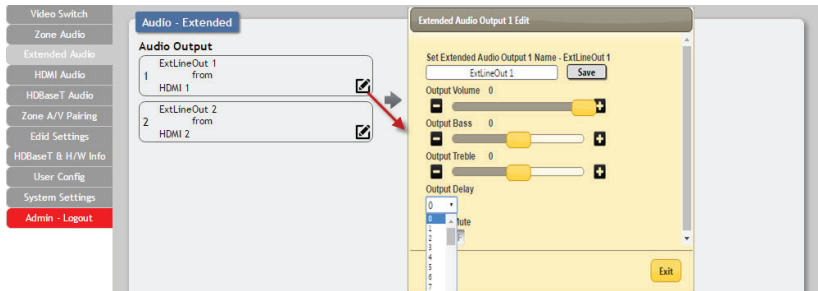 Video Switch
Zone Audio
Extended Audio
HDMI Audio
HDBaseT Audio
Zone A/V Pairing
Edid Settings
HDBaseT & H/W Info
User Config
System Settings
Admin - Logout
Audio - Extended
Audio Output
1
ExtLineOut 1
from
HDMI 1
2
ExtLineOut 2
from
HDMI 2
Extended Audio Output 1 Edit
Set Extended Audio Output 1 Name - ExtLineOut 1
ExtLineOut 1 Save
Output Volume 0
Output Bass 0
Output Treble 0
Output Delay
0
0
1
2
3
4
5
6
7
Exit